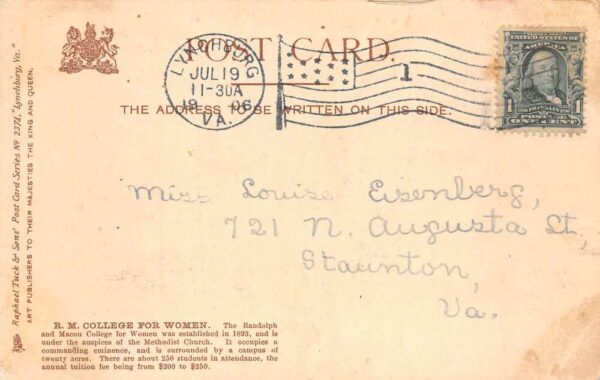 POST CARD.
LYNCHBURG
JUL 19
11-30A
1906
VA.
1
UNITED STATES OF AMERICA
1 FRANKLIN 1
POSTAGE
ONE CENT
THE ADDRESS TO BE WRITTEN ON THIS SIDE.
Raphael Tuck & Sons' Post Card Series No 2374, "Lynchburg, Va."
ART PUBLISHERS TO THEIR MAJESTIES THE KING AND QUEEN.
Miss Louise Eisenberg,
721 N. Augusta St,
Staunton,
Va.
R. M. COLLEGE FOR WOMEN. The Randolph
and Macon College for Women was established in 1893, and is
under the auspices of the Methodist Church. It occupies a
commanding eminence, and is surrounded by a campus of
twenty acres. There are about 250 students in attendance, the
annual tuition fee being from $200 to $250.